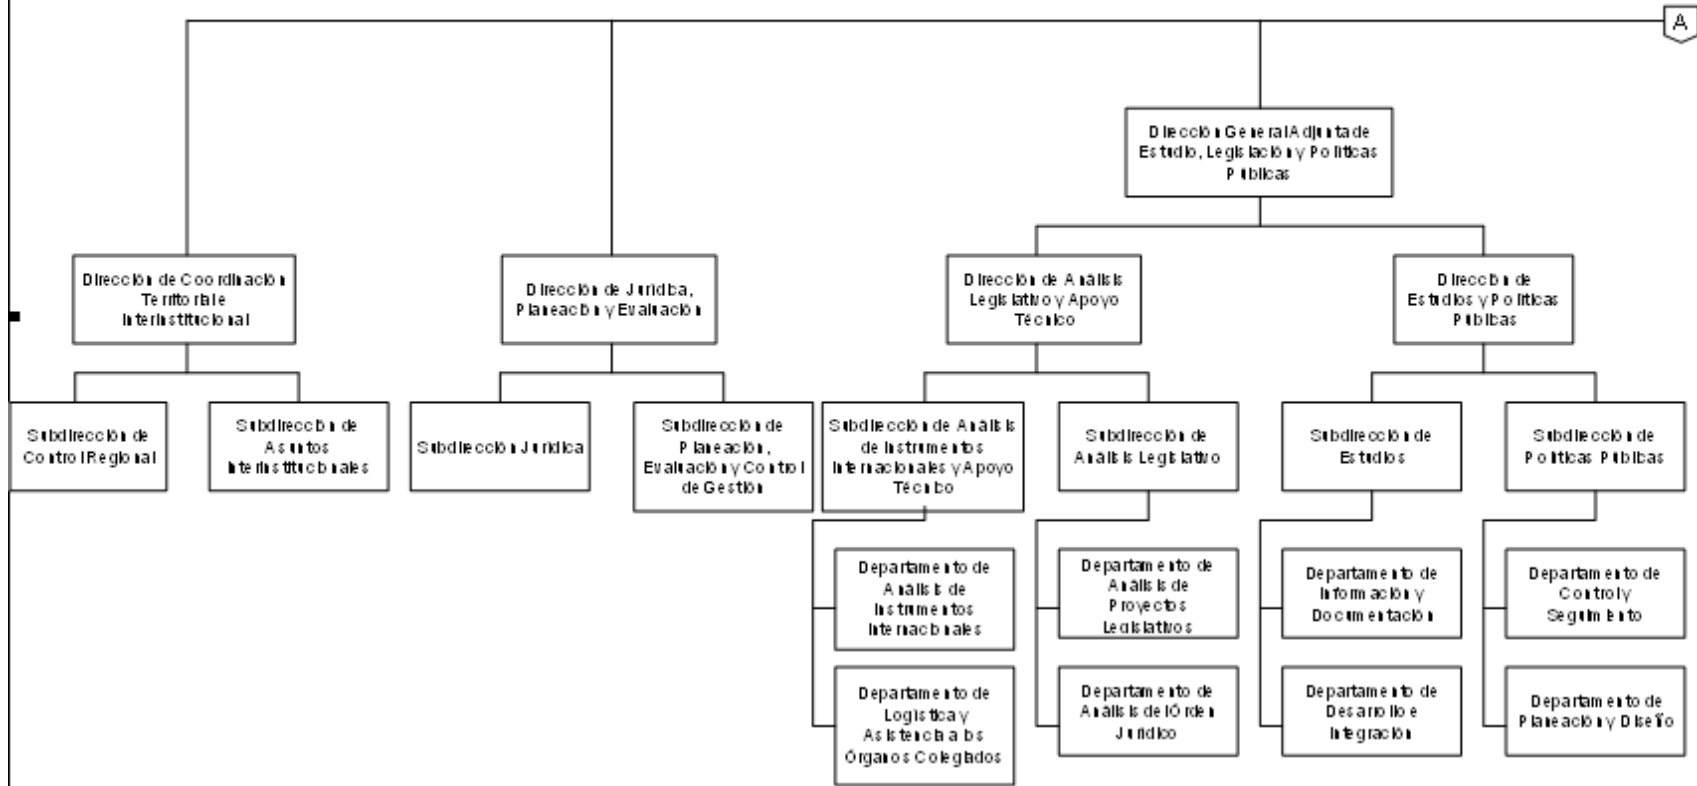 A
Dirección General Adjunta de
Estudio, Legislación y Políticas
Públicas
Dirección de Coordinación
Territorial e
Interinstitucional
Dirección de Jurídica,
Planeación y Evaluación
Dirección de Análisis
Legislativo y Apoyo
Técnico
Dirección de
Estudios y Políticas
Públicas
Subdirección de
Control Regional
Subdirección de
Asuntos
Interinstitucionales
Subdirección Jurídica
Subdirección de
Planeación,
Evaluación y Control
de Gestión
Subdirección de Análisis
de Instrumentos
Internacionales y Apoyo
Técnico
Subdirección de
Análisis Legislativo
Subdirección de
Estudios
Subdirección de
Políticas Públicas
Departamento de
Análisis de
Instrumentos
Internacionales
Departamento de
Análisis de
Proyectos
Legislativos
Departamento de
Información y
Documentación
Departamento de
Control y
Seguimiento
Departamento de
Logística y
Asistencia a los
Órganos Colegiados
Departamento de
Análisis del Órden
Jurídico
Departamento de
Desarrollo e
Integración
Departamento de
Planeación y Diseño